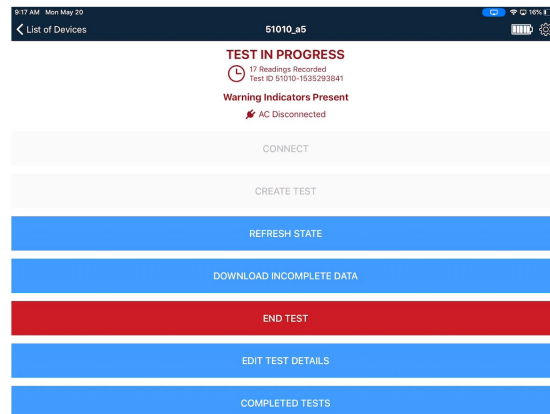 9:17 AM Mon May 20
16%
List of Devices
51010_a5
TEST IN PROGRESS
17 Readings Recorded
Test ID 51010-1535293841
Warning Indicators Present
AC Disconnected
CONNECT
CREATE TEST
REFRESH STATE
DOWNLOAD INCOMPLETE DATA
END TEST
EDIT TEST DETAILS
COMPLETED TESTS